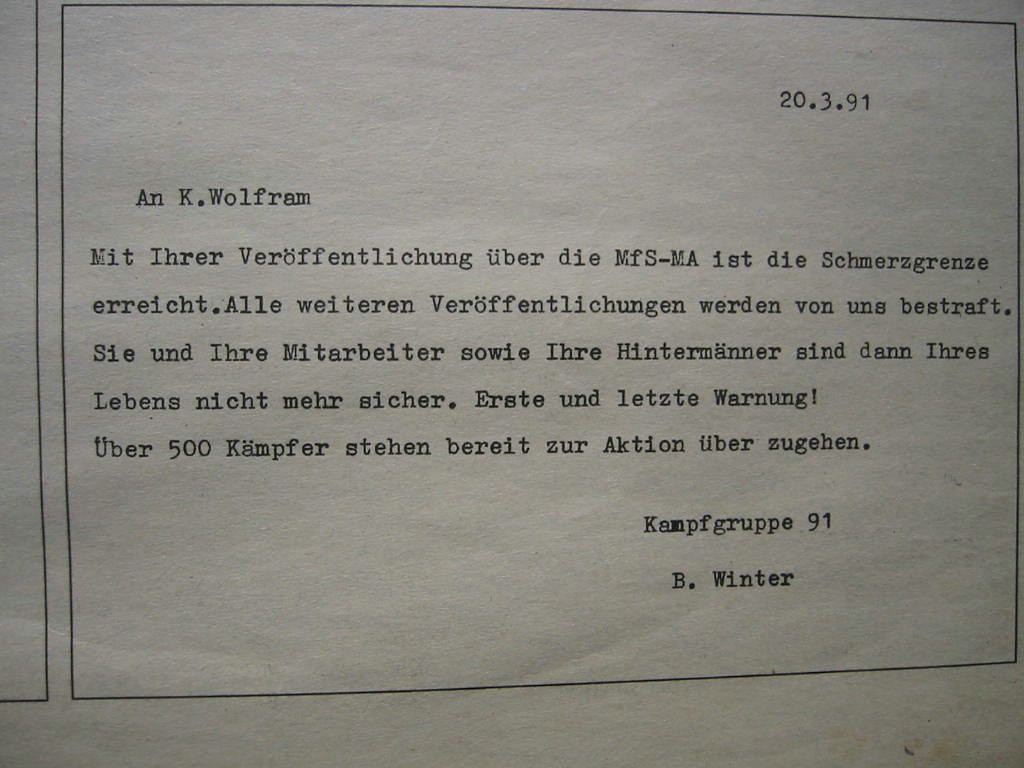 20.3.91
An K.Wolfram
Mit Ihrer Veröffentlichung über die MfS-MA ist die Schmerzgrenze
erreicht.Alle weiteren Veröffentlichungen werden von uns bestraft.
Sie und Ihre Mitarbeiter sowie Ihre Hintermänner sind dann Ihres
Lebens nicht mehr sicher. Erste und letzte Warnung!
Über 500 Kämpfer stehen bereit zur Aktion über zugehen.
Kampfgruppe 91
B. Winter